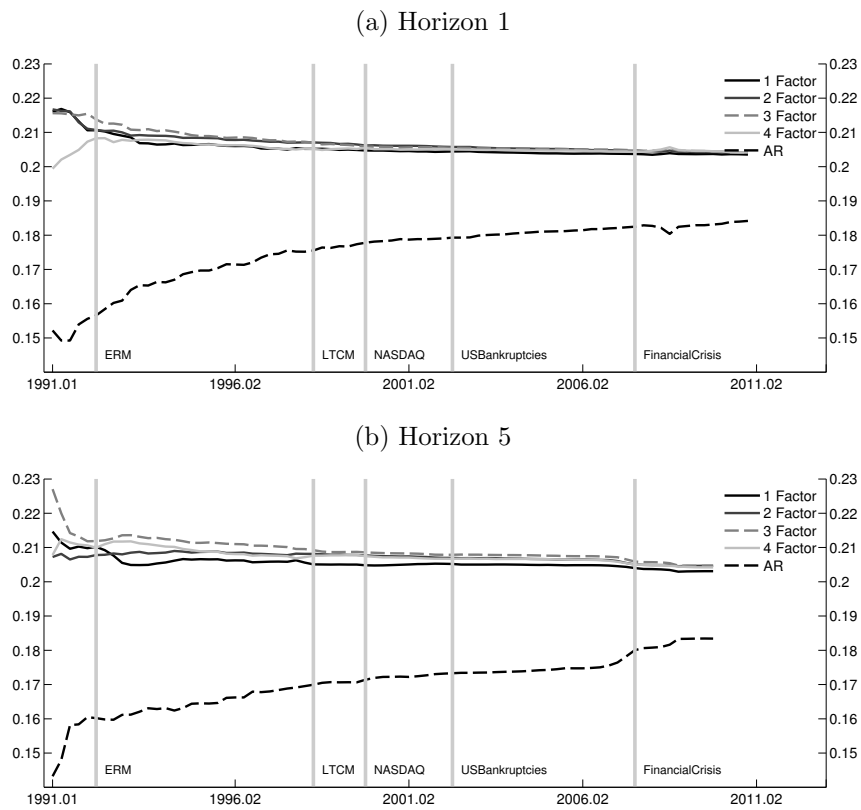 (a) Horizon 1
0.23 0.23
0.22 0.22
0.21 0.21
0.2 0.2
0.19 0.19
0.18 0.18
0.17 0.17
0.16 0.16
0.15 0.15
1 Factor
2 Factor
3 Factor
4 Factor
AR
ERM LTCM NASDAQ USBankruptcies FinancialCrisis
1991.01 1996.02 2001.02 2006.02 2011.02
(b) Horizon 5
0.23 0.23
0.22 0.22
0.21 0.21
0.2 0.2
0.19 0.19
0.18 0.18
0.17 0.17
0.16 0.16
0.15 0.15
1 Factor
2 Factor
3 Factor
4 Factor
AR
ERM LTCM NASDAQ USBankruptcies FinancialCrisis
1991.01 1996.02 2001.02 2006.02 2011.02